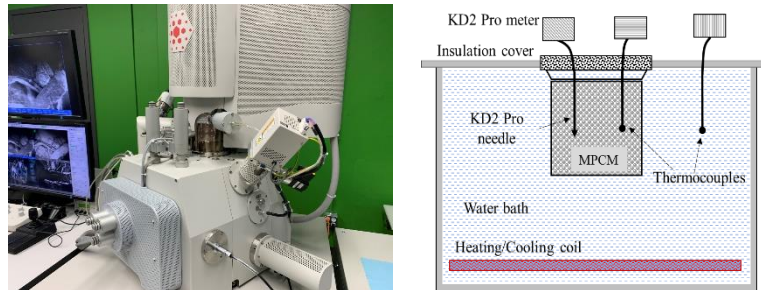 KD2 Pro meter
Insulation cover
KD2 Pro
needle
MPCM
Thermocouples
Water bath
Heating/Cooling coil